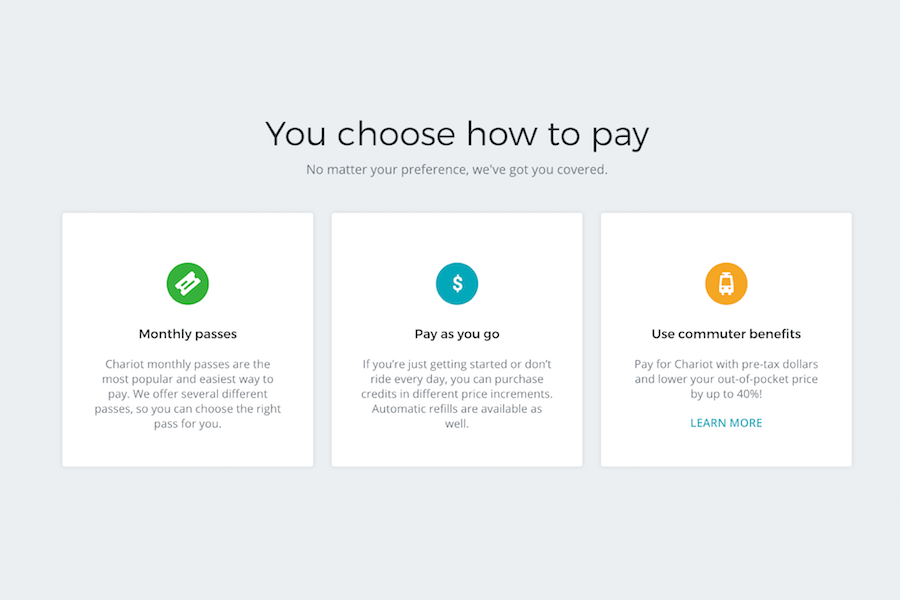 You choose how to pay
No matter your preference, we've got you covered.
Monthly passes
Chariot monthly passes are the
most popular and easiest way to
pay. We offer several different
passes, so you can choose the right
pass for you.
$
Pay as you go
If you're just getting started or don't
ride every day, you can purchase
credits in different price increments.
Automatic refills are available as
well.
Use commuter benefits
Pay for Chariot with pre-tax dollars
and lower your out-of-pocket price
by up to 40%!
LEARN MORE